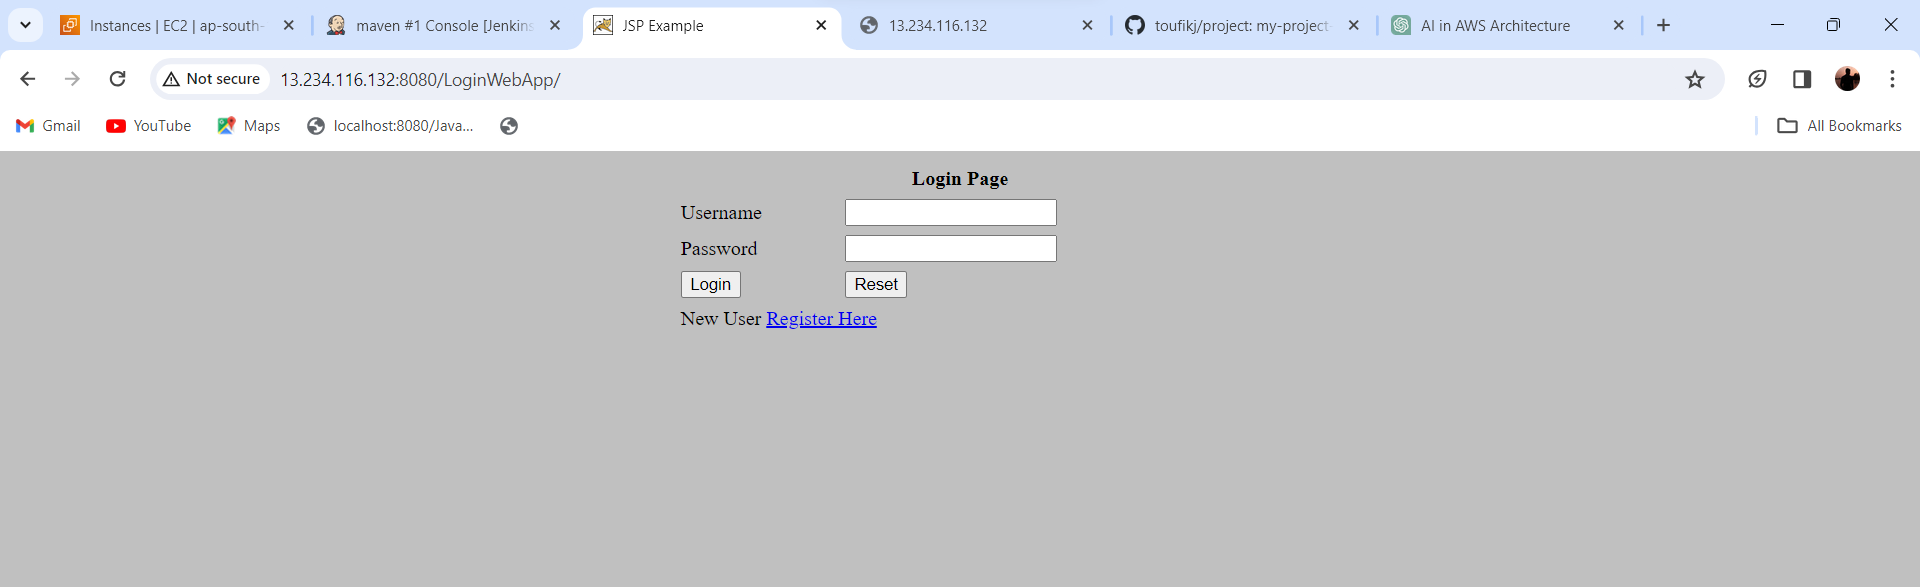 Instances | EC2 | ap-south-
maven #1 Console [Jenkins
JSP Example
13.234.116.132
toufikj/project: my-project-
AI in AWS Architecture
Not secure
13.234.116.132:8080/LoginWebApp/
Gmail
YouTube
Maps
localhost:8080/Java...
All Bookmarks
Login Page
Username
Password
Login
Reset
New User Register Here